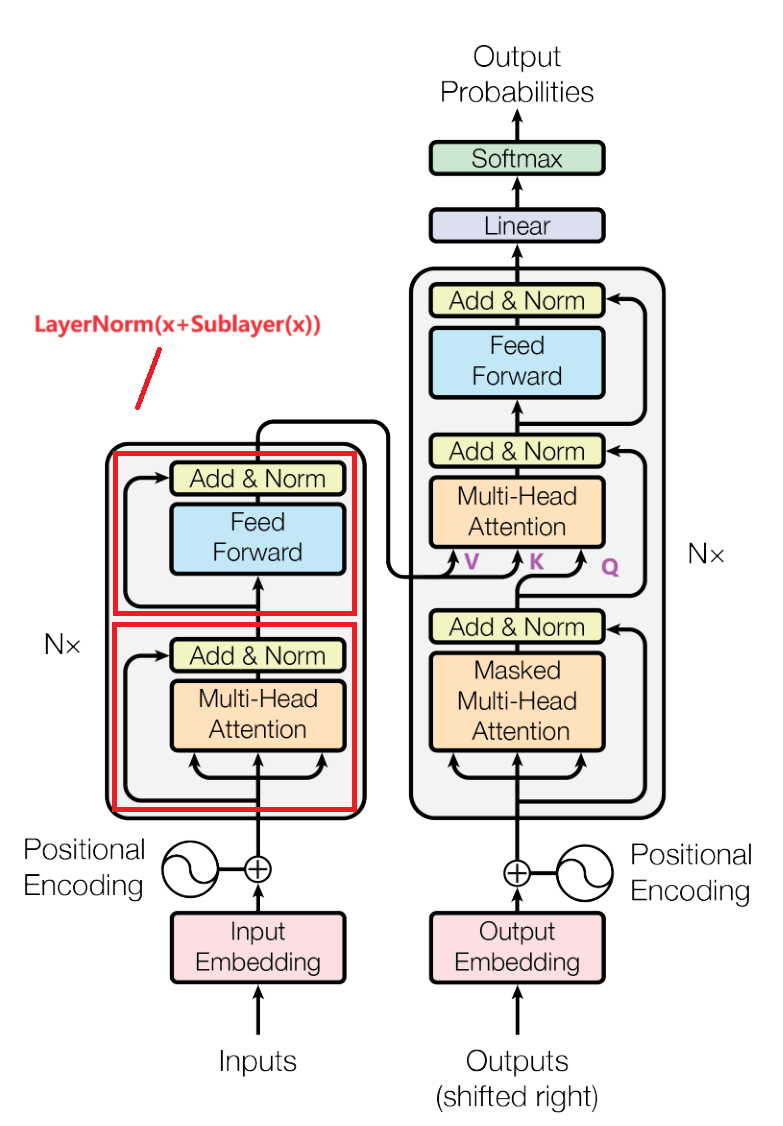 Output
Probabilities
Softmax
Linear
Add & Norm
Feed
Forward
Add & Norm
Multi-Head
Attention
V K Q
Nx
Add & Norm
Masked
Multi-Head
Attention
Positional
Encoding
Output
Embedding
Outputs
(shifted right)
LayerNorm(x+Sublayer(x))
Add & Norm
Feed
Forward
Nx
Add & Norm
Multi-Head
Attention
Positional
Encoding
Input
Embedding
Inputs